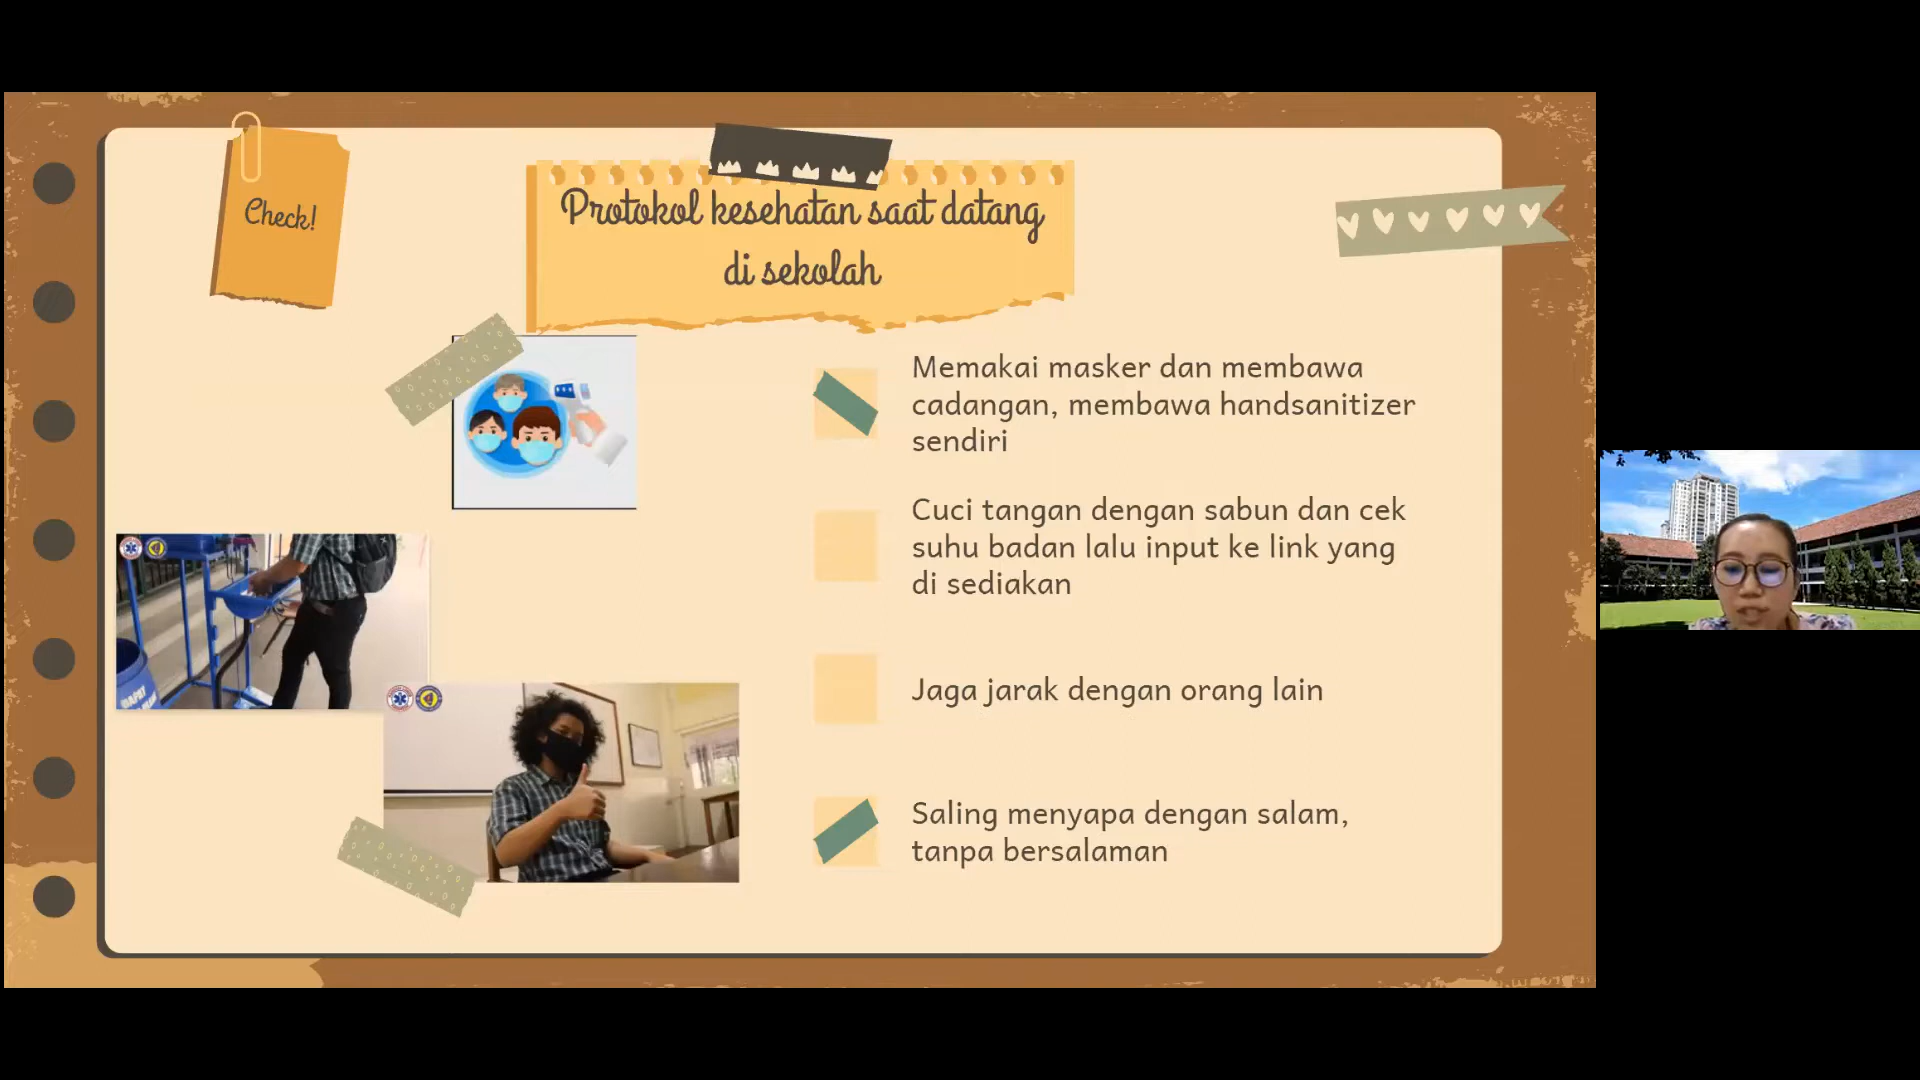 Check!
Protokol kesehatan saat datang
di sekolah
Memakai masker dan membawa
cadangan, membawa handsanitizer
sendiri
Cuci tangan dengan sabun dan cek
suhu badan lalu input ke link yang
di sediakan
Jaga jarak dengan orang lain
Saling menyapa dengan salam,
tanpa bersalaman